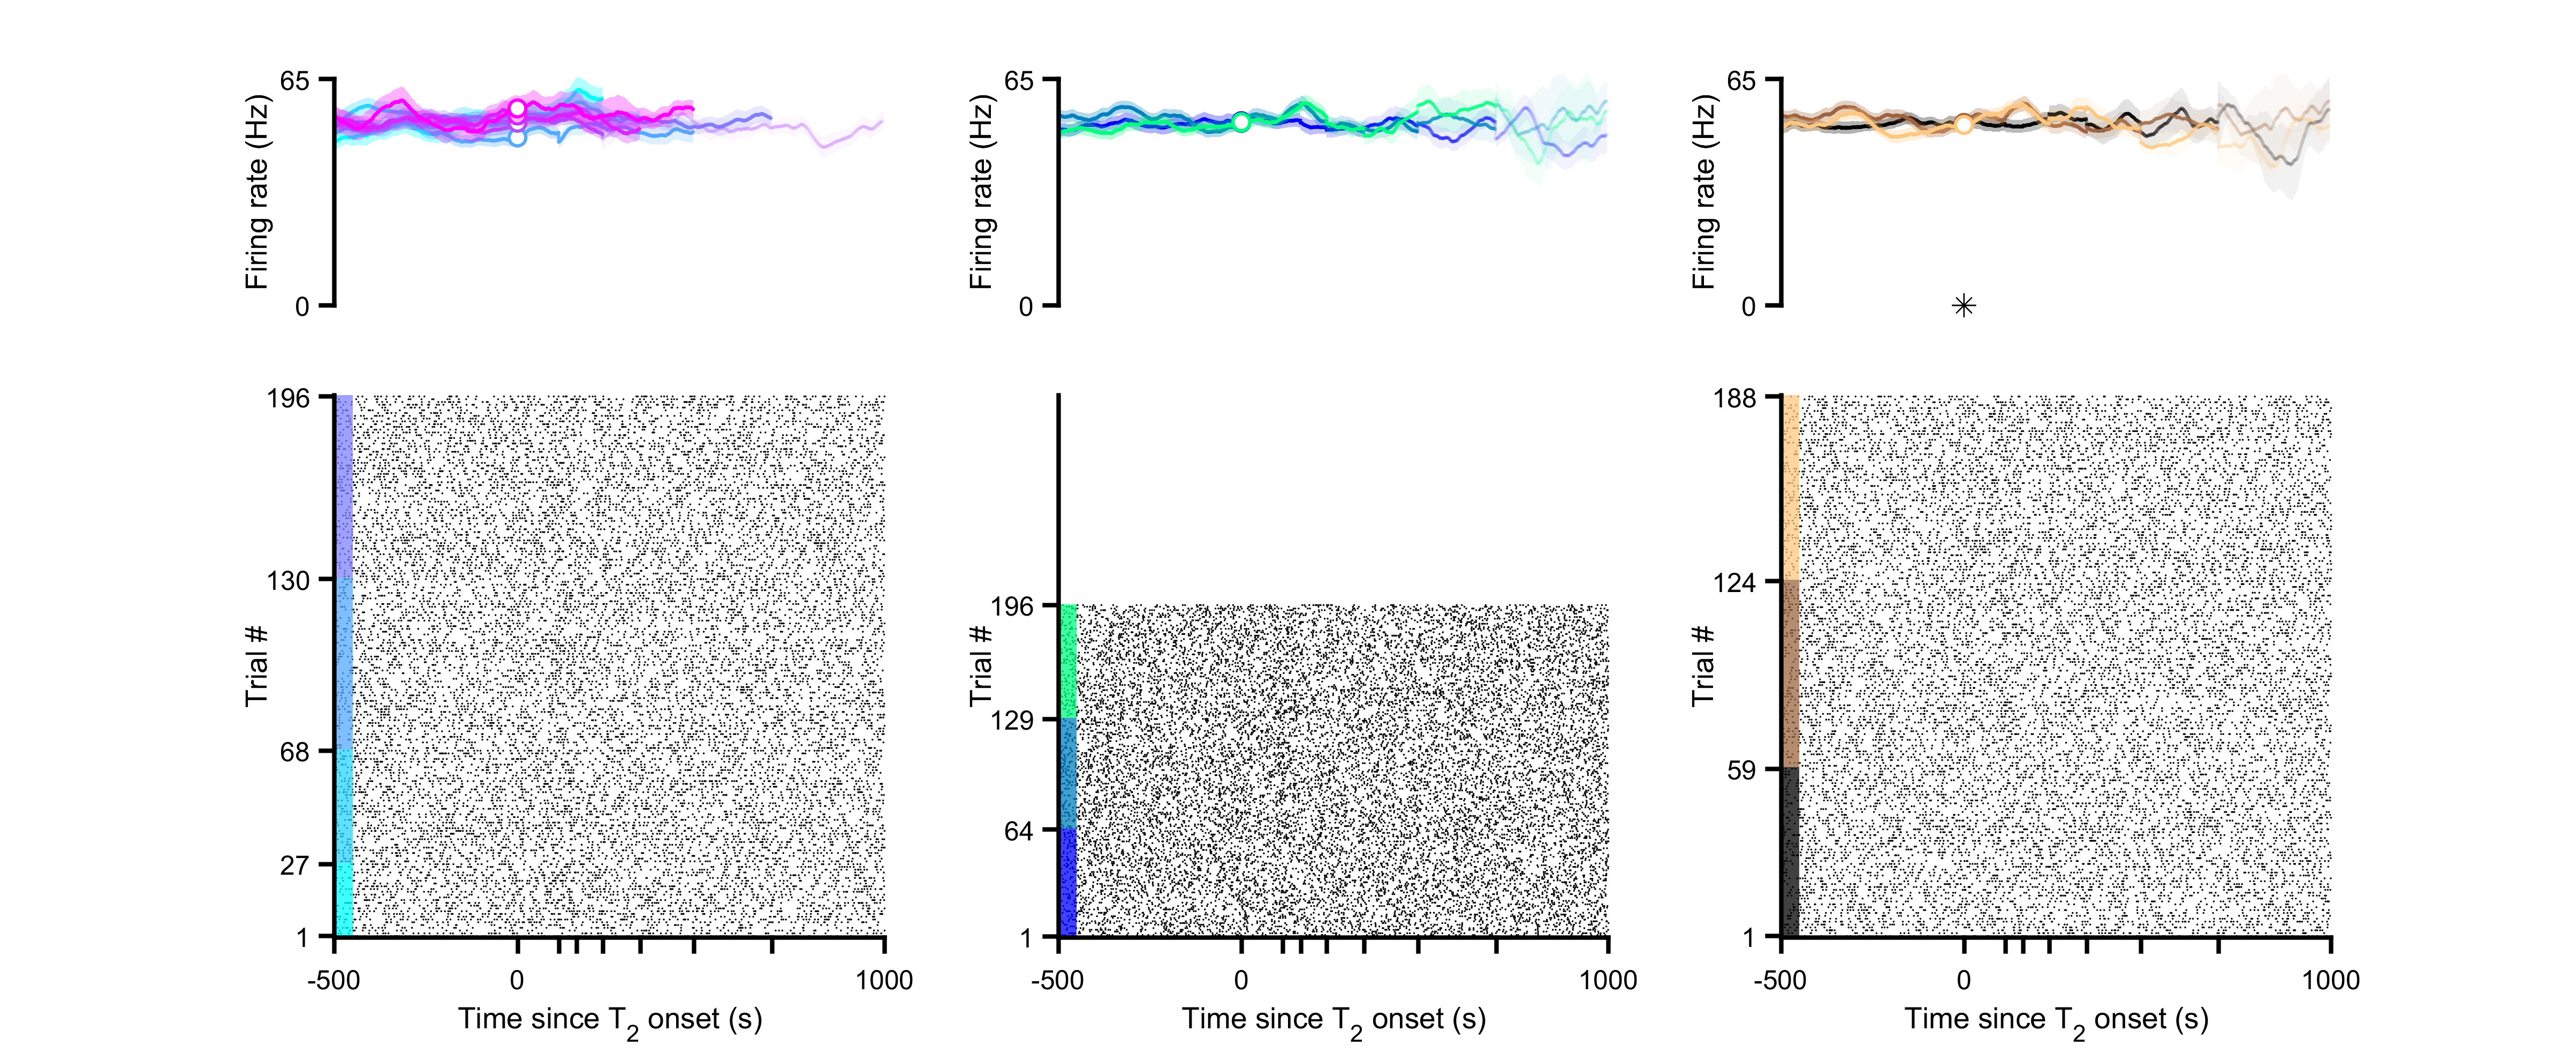 65
Firing rate (Hz)
0
65
Firing rate (Hz)
0
65
Firing rate (Hz)
0
196
130
68
27
1
Trial #
-500 0 1000
Time since T2 onset (s)
196
129
64
1
Trial #
-500 0 1000
Time since T2 onset (s)
188
124
59
1
Trial #
-500 0 1000
Time since T2 onset (s)